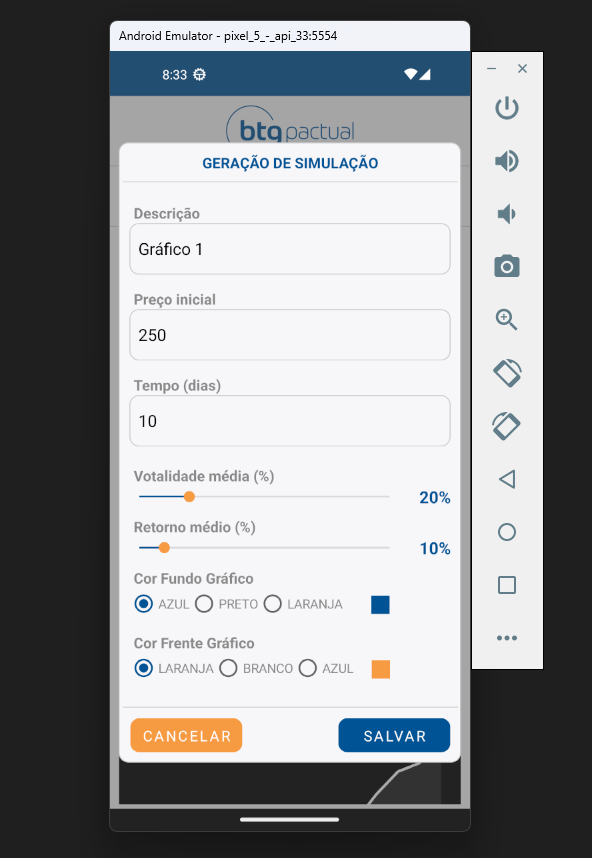 Android Emulator - pixel_5_-_api_33:5554
8:33
btg pactual
GERAÇÃO DE SIMULAÇÃO
Descrição
Gráfico 1
Preço inicial
250
Tempo (dias)
10
Votalidade média (%)
20%
Retorno médio (%)
10%
Cor Fundo Gráfico
AZUL PRETO LARANJA
Cor Frente Gráfico
LARANJA BRANCO AZUL
CANCELAR SALVAR